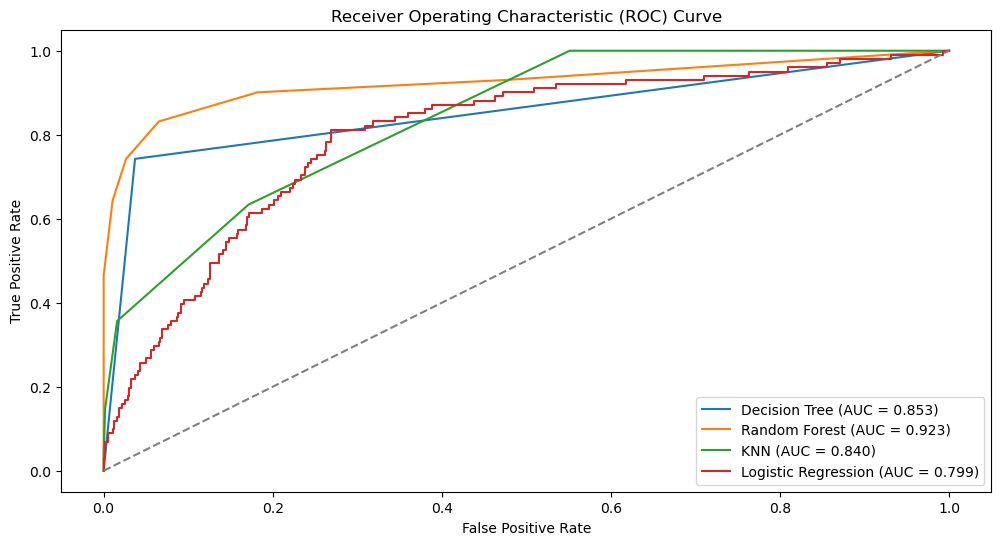 Receiver Operating Characteristic (ROC) Curve
1.0
0.8
0.6
0.4
0.2
0.0
True Positive Rate
Decision Tree (AUC = 0.853)
Random Forest (AUC = 0.923)
KNN (AUC = 0.840)
Logistic Regression (AUC = 0.799)
0.0 0.2 0.4 0.6 0.8 1.0
False Positive Rate